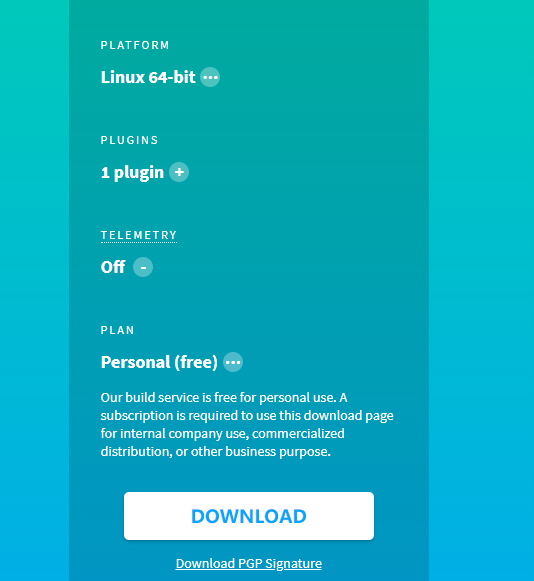 PLATFORM
Linux 64-bit •••
PLUGINS
1 plugin +
TELEMETRY
Off -
PLAN
Personal (free) •••
Our build service is free for personal use. A
subscription is required to use this download page
for internal company use, commercialized
distribution, or other business purpose.
DOWNLOAD
Download PGP Signature